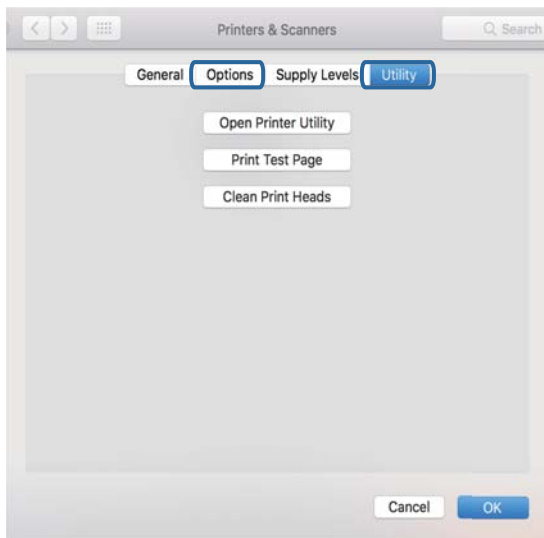 Printers & Scanners Search
General Options Supply Levels Utility
Open Printer Utility
Print Test Page
Clean Print Heads
Cancel OK